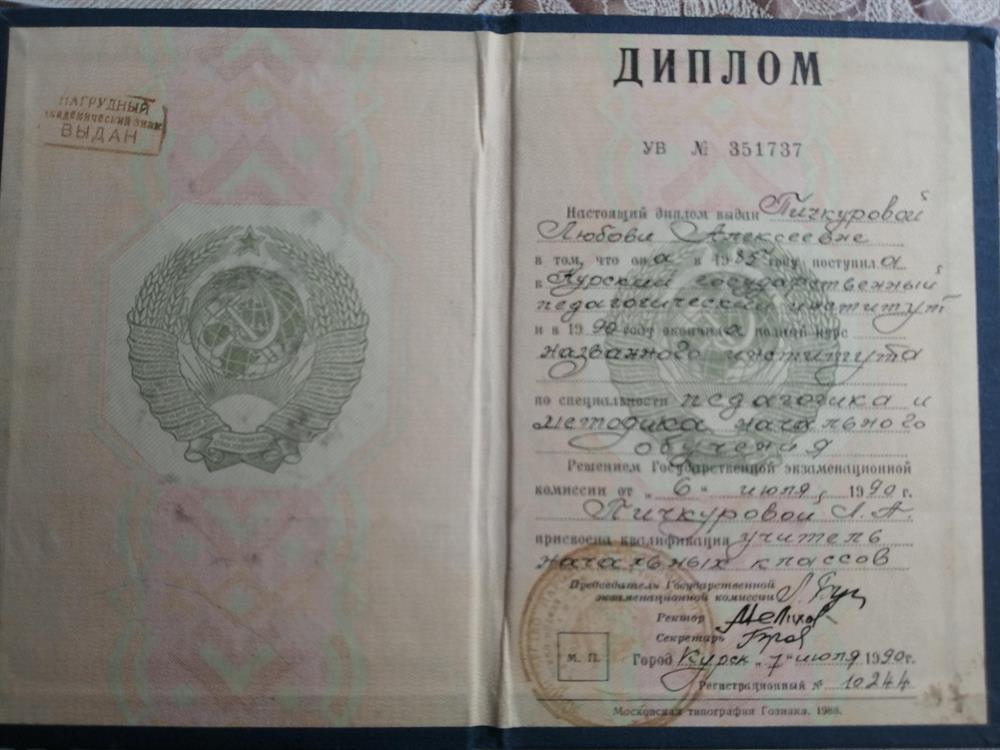 НАГРУДНЫЙ
академический знак
ВЫДАН
ДИПЛОМ
УВ № 351737
Настоящий диплом выдан Пичкуровой
Любови Алексеевне
в том, что она в 1985 году поступила
в Курский государственный
педагогический институт
и в 1990 году окончила полный курс
названного института
по специальности педагогика и
методика начального
обучения
Решением Государственной экзаменационной
комиссии от „6“ июля, 1990 г.
Пичкуровой Л.А.
присвоена квалификация учитель
начальных классов
Председатель Государственной
экзаменационной комиссии
Ректор
Секретарь
М. П.
Город Курск „7“ июля 1990 г.
Регистрационный № 10244
Московская типография Гознака. 1988.